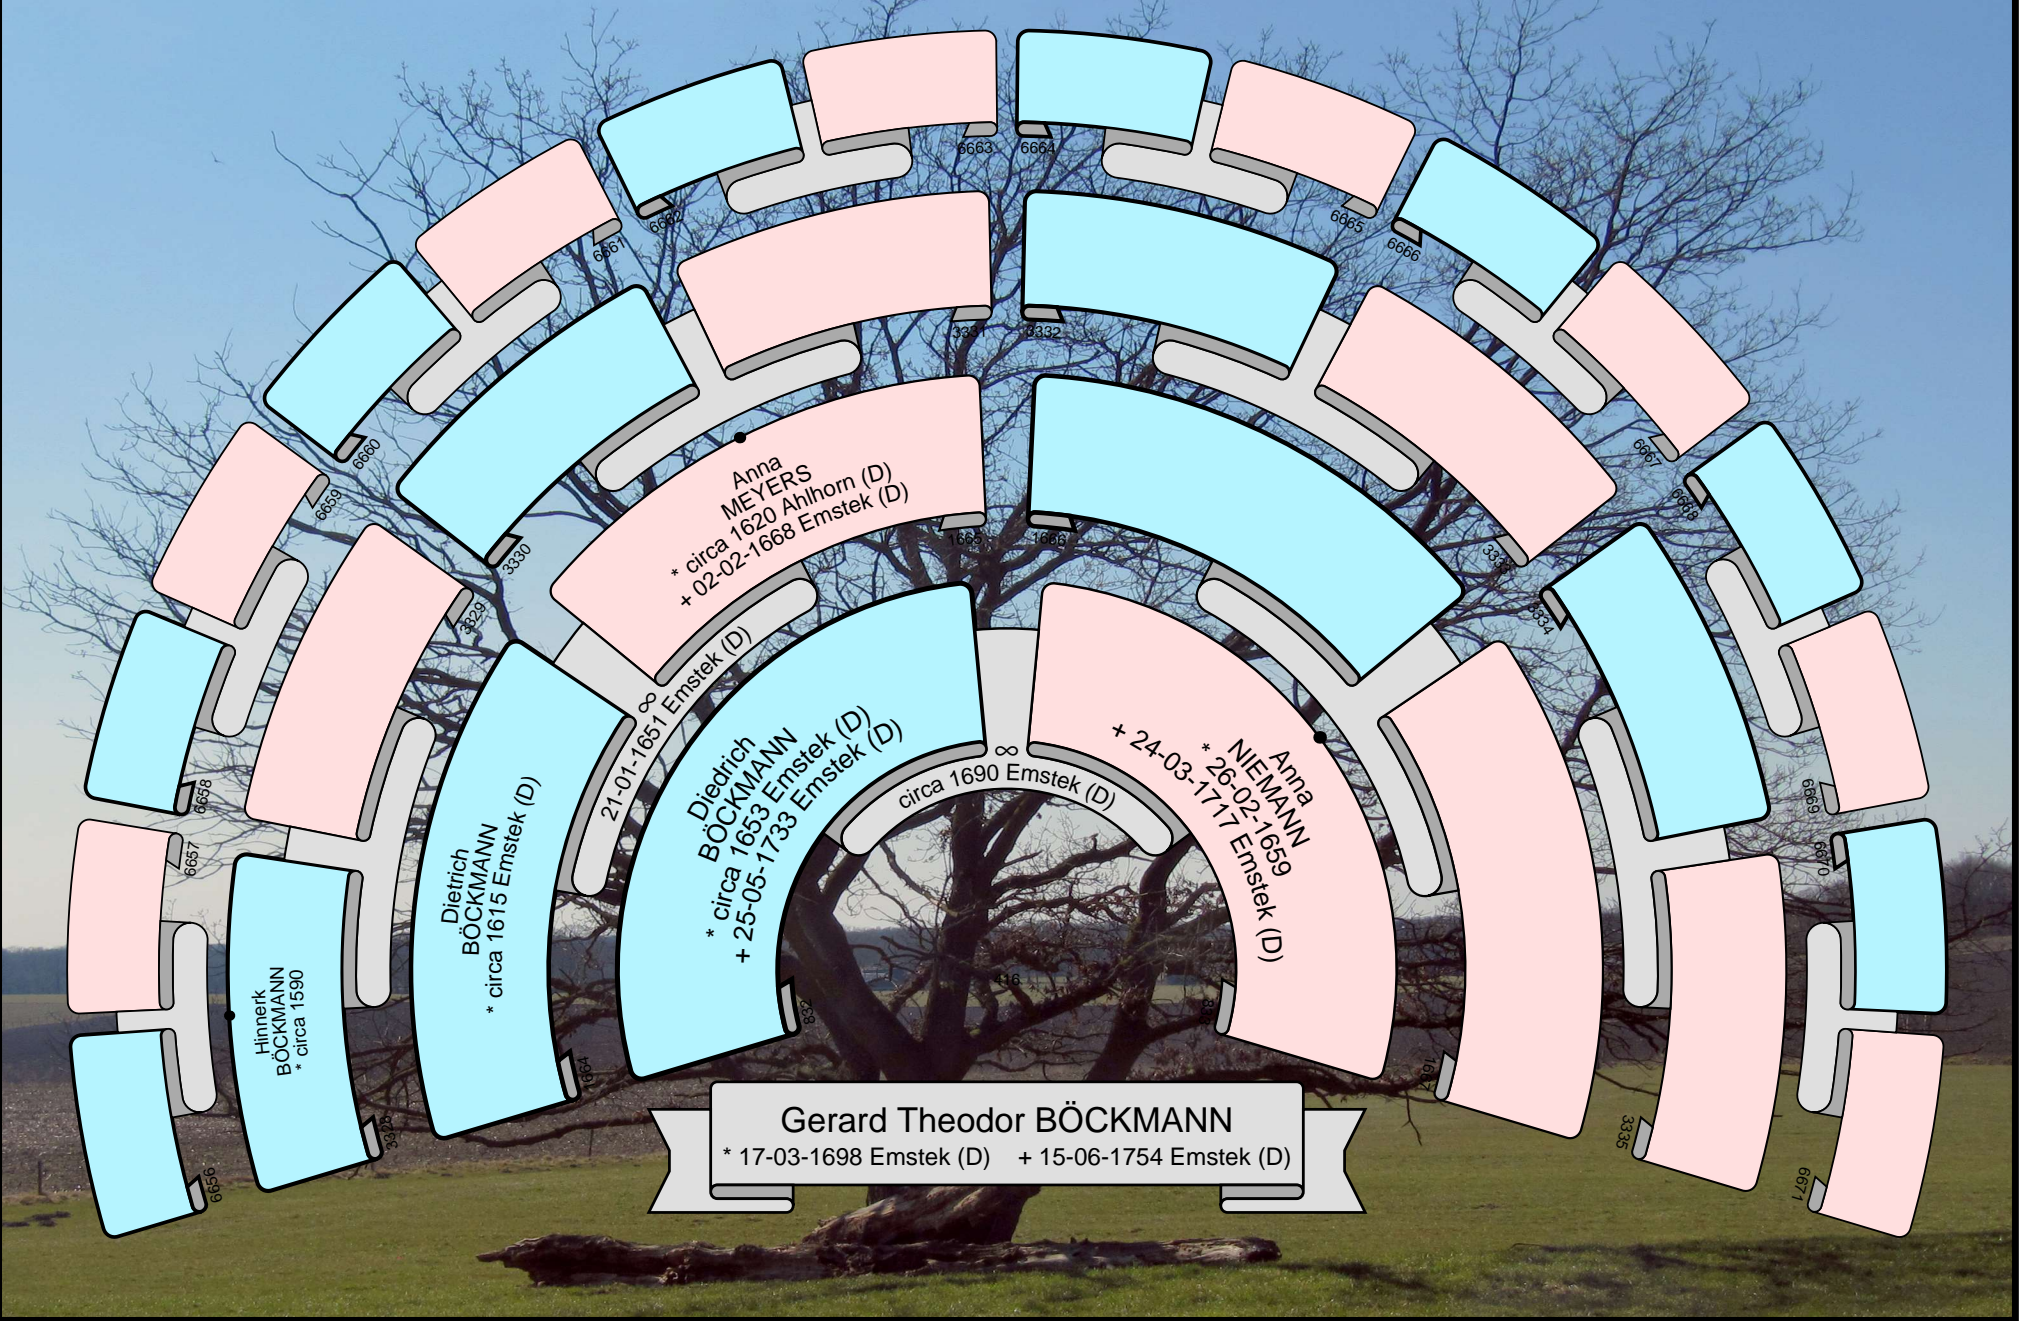 6663
6664
6662
6665
6661
6666
3331
3332
6660
6667
Anna
MEYERS
* circa 1620 Ahlhorn (D)
+ 02-02-1668 Emstek (D)
6659
6668
1665
1666
3330
3333
3329
3334
21-01-1651 Emstek (D)
∞
Diedrich
BÖCKMANN
* circa 1653 Emstek (D)
+ 25-05-1733 Emstek (D)
∞
circa 1690 Emstek (D)
Anna
NIEMANN
* 26-02-1659
+ 24-03-1717 Emstek (D)
6658
6669
Dietrich
BÖCKMANN
* circa 1615 Emstek (D)
6657
6670
Hinnerk
BÖCKMANN
* circa 1590
416
832
833
1664
1667
3328
3335
6656
6671
Gerard Theodor BÖCKMANN
* 17-03-1698 Emstek (D) + 15-06-1754 Emstek (D)